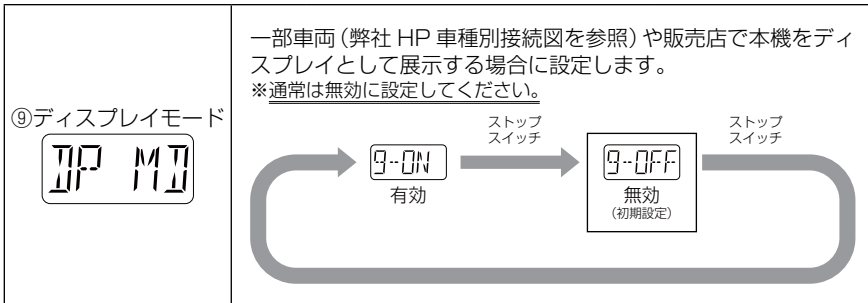 一部車両（弊社 HP 車種別接続図を参照）や販売店で本機をディ
スプレイとして展示する場合に設定します。
※通常は無効に設定してください。
⑨ディスプレイモード
DP MD
9-ON
有効
ストップ
スイッチ
9-OFF
無効
（初期設定）
ストップ
スイッチ